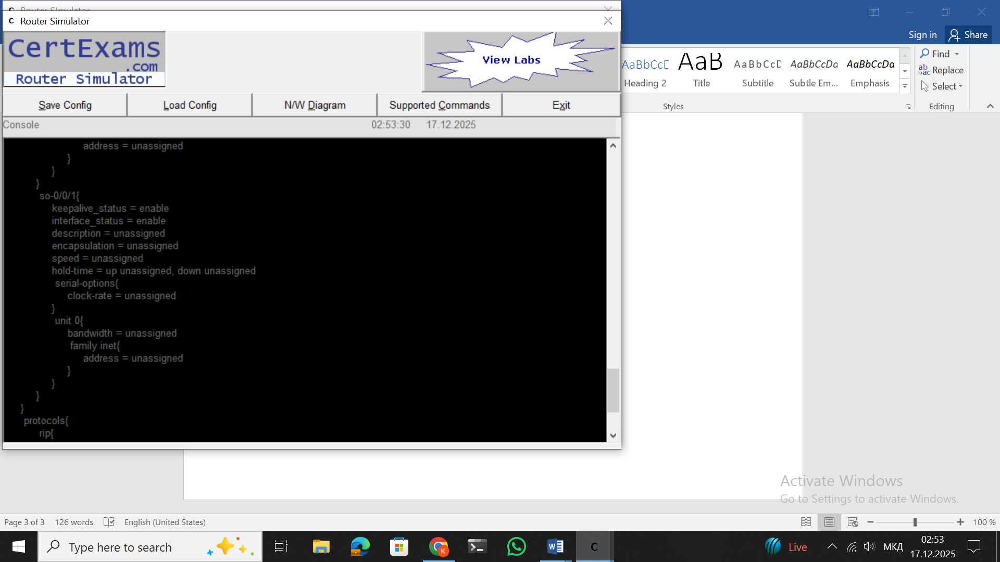 Router Simulator
Router Simulator
CertExams
.com
Router Simulator
View Labs
Save Config
Load Config
N/W Diagram
Supported Commands
Exit
Console
02:53:30
17.12.2025
address = unassigned
}
}
}
so-0/0/1{
keepalive_status = enable
interface_status = enable
description = unassigned
encapsulation = unassigned
speed = unassigned
hold-time = up unassigned, down unassigned
serial-options{
clock-rate = unassigned
}
unit 0{
bandwidth = unassigned
family inet{
address = unassigned
}
}
}
}
protocols{
rip{
Sign in
Share
AaBbCcD
AaB
AaBbCcD
AaBbCcDd
AaBbCcDd
Heading 2
Title
Subtitle
Subtle Em...
Emphasis
Styles
Find
Replace
Select
Editing
Activate Windows
Go to Settings to activate Windows.
Page 3 of 3
126 words
English (United States)
100 %
Type here to search
Live
МКД
02:53
17.12.2025